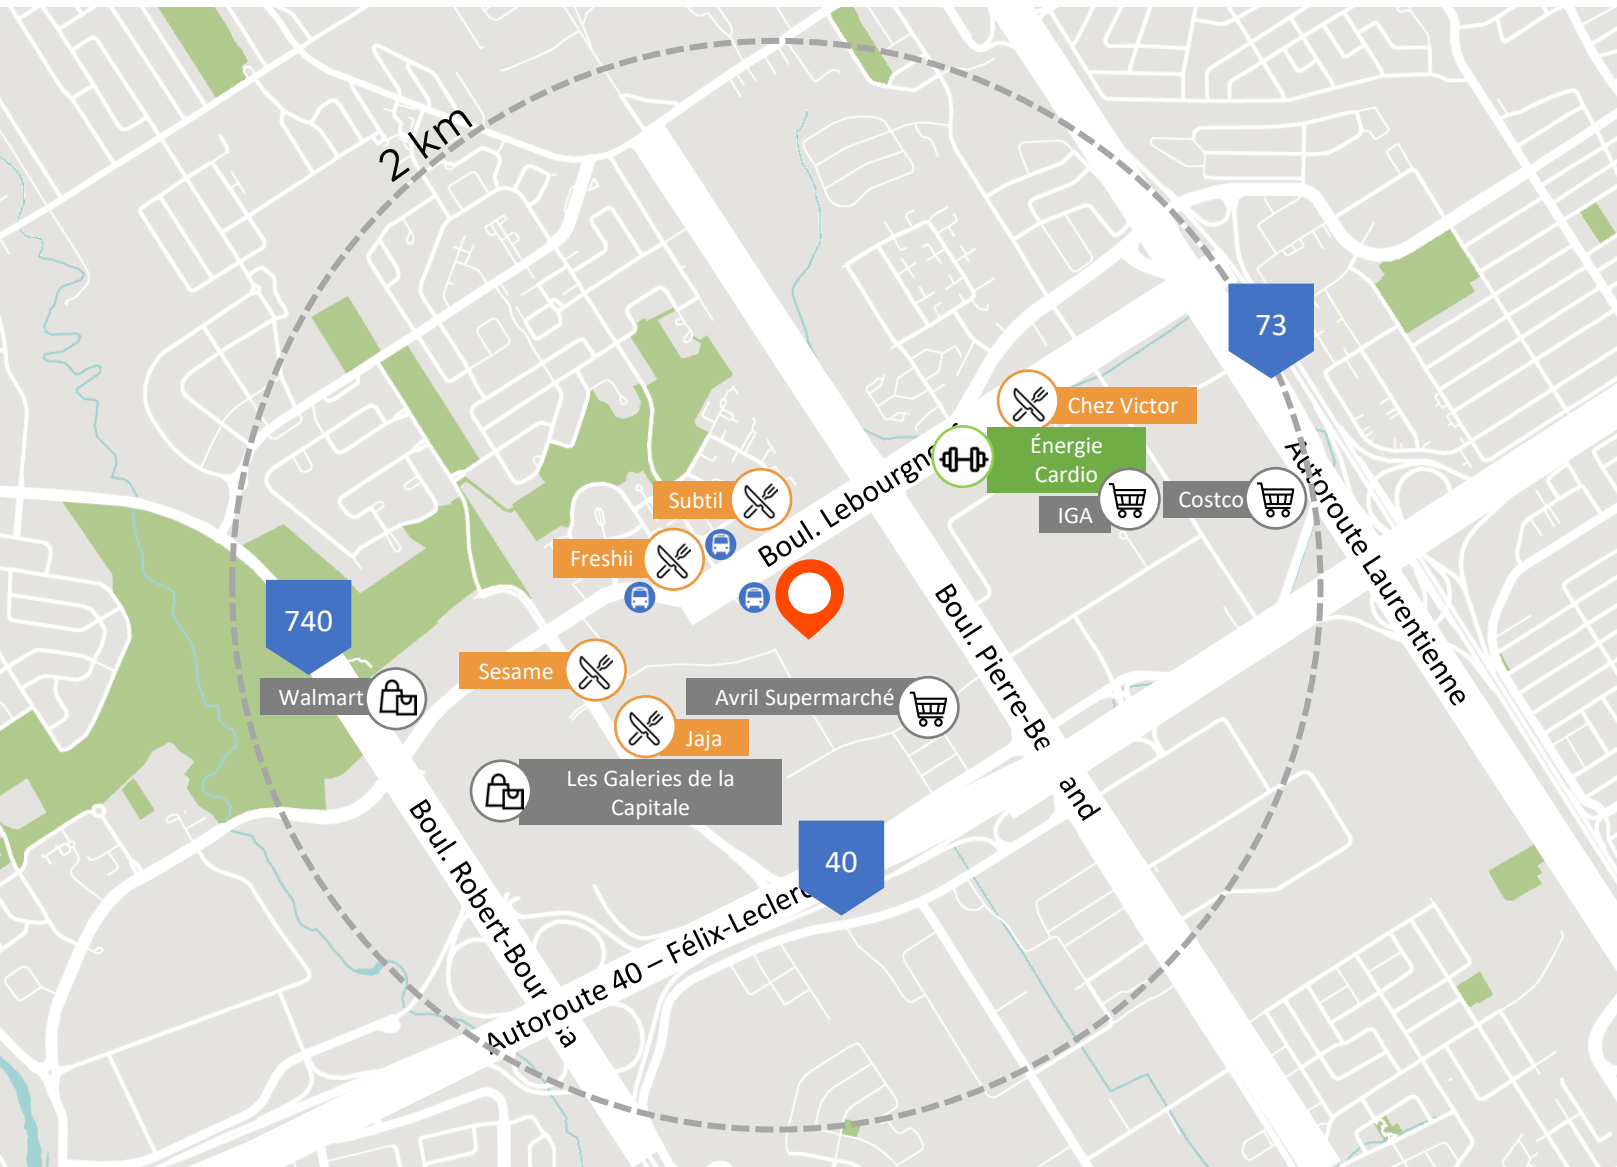 2 km
73
Chez Victor
Énergie
Cardio
Boul. Lebourgne
Subtil
IGA
Costco
Freshii
Autoroute Laurentienne
740
Boul. Pierre-Be and
Sesame
Walmart
Avril Supermarché
Jaja
Les Galeries de la
Capitale
40
Boul. Robert-Bour
Autoroute 40 – Félix-Leclerc